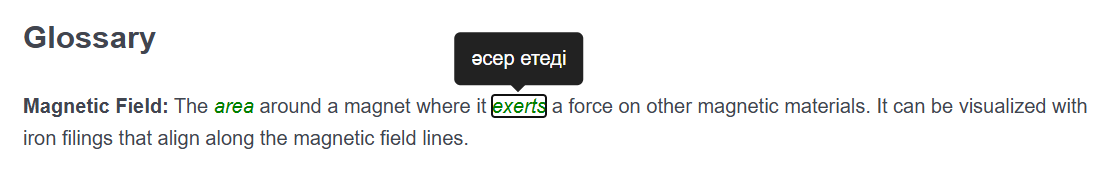 Glossary
әсер етеді
Magnetic Field: The area around a magnet where it exerts a force on other magnetic materials. It can be visualized with
iron filings that align along the magnetic field lines.